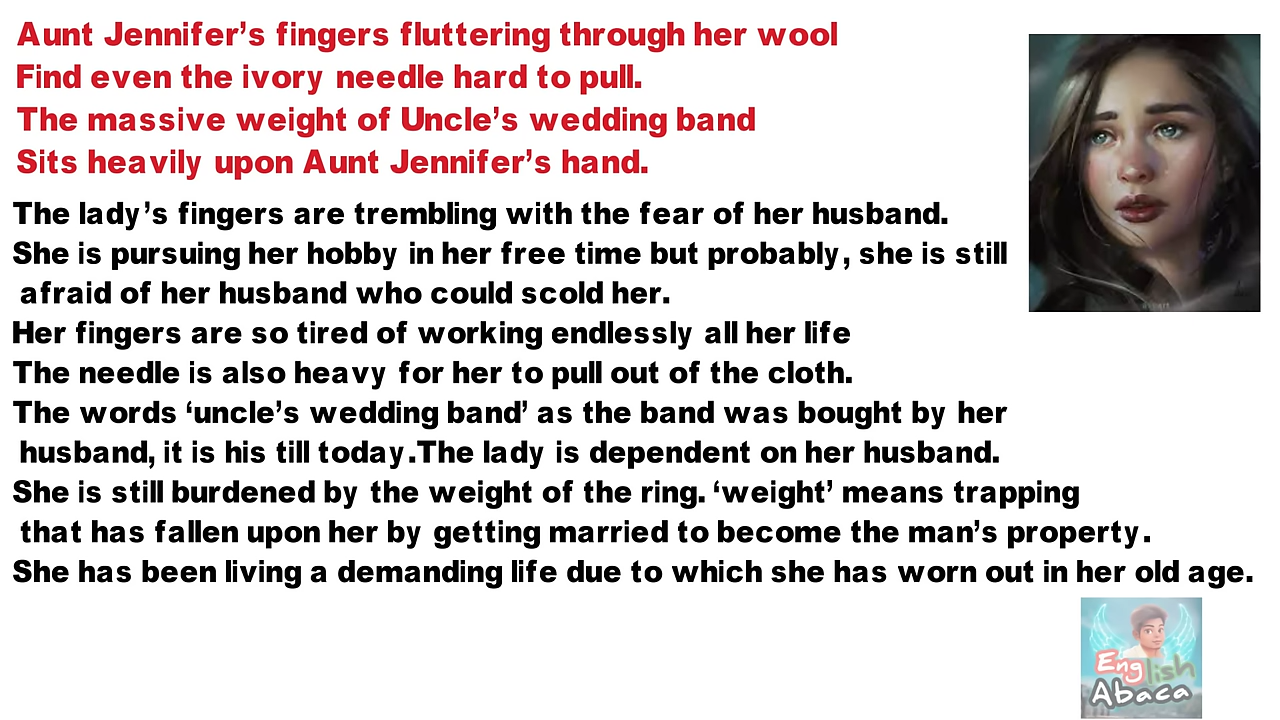 Aunt Jennifer’s fingers fluttering through her wool
Find even the ivory needle hard to pull.
The massive weight of Uncle’s wedding band
Sits heavily upon Aunt Jennifer’s hand.
The lady’s fingers are trembling with the fear of her husband.
She is pursuing her hobby in her free time but probably, she is still
afraid of her husband who could scold her.
Her fingers are so tired of working endlessly all her life
The needle is also heavy for her to pull out of the cloth.
The words ‘uncle’s wedding band’ as the band was bought by her
husband, it is his till today.The lady is dependent on her husband.
She is still burdened by the weight of the ring. ‘weight’ means trapping
that has fallen upon her by getting married to become the man’s property.
She has been living a demanding life due to which she has worn out in her old age.
English
Abaca